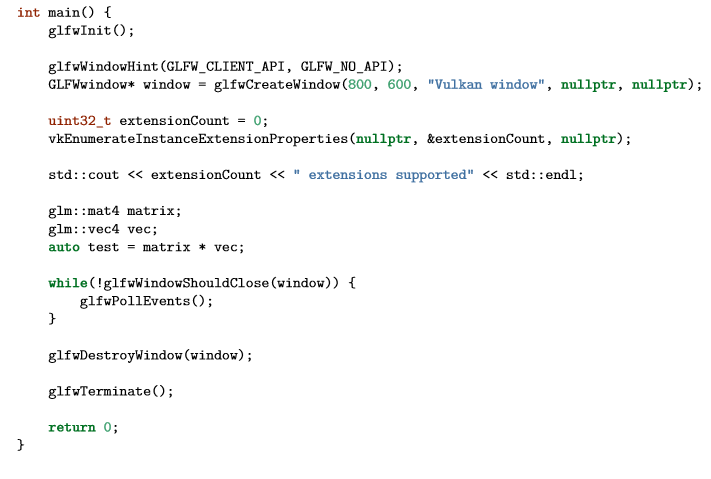 int main() {
    glfwInit();

    glfwWindowHint(GLFW_CLIENT_API, GLFW_NO_API);
    GLFWwindow* window = glfwCreateWindow(800, 600, "Vulkan window", nullptr, nullptr);

    uint32_t extensionCount = 0;
    vkEnumerateInstanceExtensionProperties(nullptr, &extensionCount, nullptr);

    std::cout << extensionCount << " extensions supported" << std::endl;

    glm::mat4 matrix;
    glm::vec4 vec;
    auto test = matrix * vec;

    while(!glfwWindowShouldClose(window)) {
        glfwPollEvents();
    }

    glfwDestroyWindow(window);

    glfwTerminate();

    return 0;
}